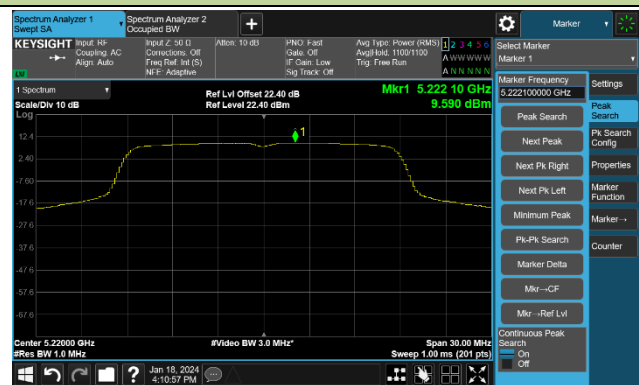 Spectrum Analyzer 1
Swept SA
Spectrum Analyzer 2
Occupied BW
Marker
KEYSIGHT
Input: RF
Coupling: AC
Align: Auto
Input Z: 50 Ω
Corrections: Off
Freq Ref: Int (S)
NFE: Adaptive
Atten: 10 dB
PNO: Fast
Gate: Off
IF Gain: Low
Sig Track: Off
Avg Type: Power (RMS)
Avg|Hold: 1100/1100
Trig: Free Run
1 2 3 4 5 6
A W W W W W
A N N N N N
LXI
Select Marker
Marker 1
1 Spectrum
Scale/Div 10 dB
Log
Ref Lvl Offset 22.40 dB
Ref Level 22.40 dBm
Mkr1 5.222 10 GHz
9.590 dBm
1
12.4
2.40
-7.60
-17.6
-27.6
-37.6
-47.6
-57.6
-67.6
Center 5.22000 GHz
#Res BW 1.0 MHz
#Video BW 3.0 MHz*
Span 30.00 MHz
Sweep 1.00 ms (201 pts)
Marker Frequency
5.222100000 GHz
Peak Search
Next Peak
Next Pk Right
Next Pk Left
Minimum Peak
Pk-Pk Search
Marker Delta
Mkr→CF
Mkr→Ref Lvl
Continuous Peak
Search
On
Off
Settings
Peak
Search
Pk Search
Config
Properties
Marker
Function
Marker→
Counter
?
Jan 18, 2024
4:10:57 PM